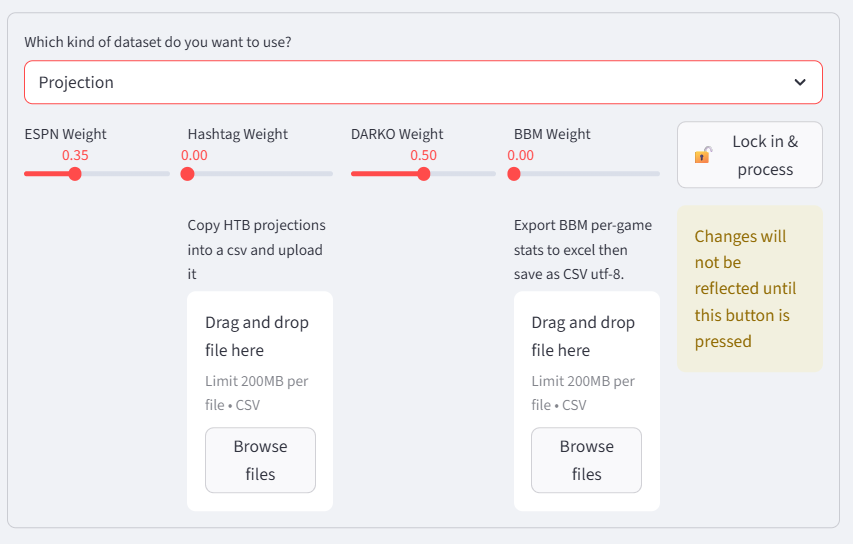 Which kind of dataset do you want to use?
Projection
ESPN Weight
0.35
Hashtag Weight
0.00
DARKO Weight
0.50
BBM Weight
0.00
Lock in &
process
Copy HTB projections
into a csv and upload
it
Drag and drop
file here
Limit 200MB per
file • CSV
Browse
files
Export BBM per-game
stats to excel then
save as CSV utf-8.
Drag and drop
file here
Limit 200MB per
file • CSV
Browse
files
Changes will
not be
reflected until
this button is
pressed